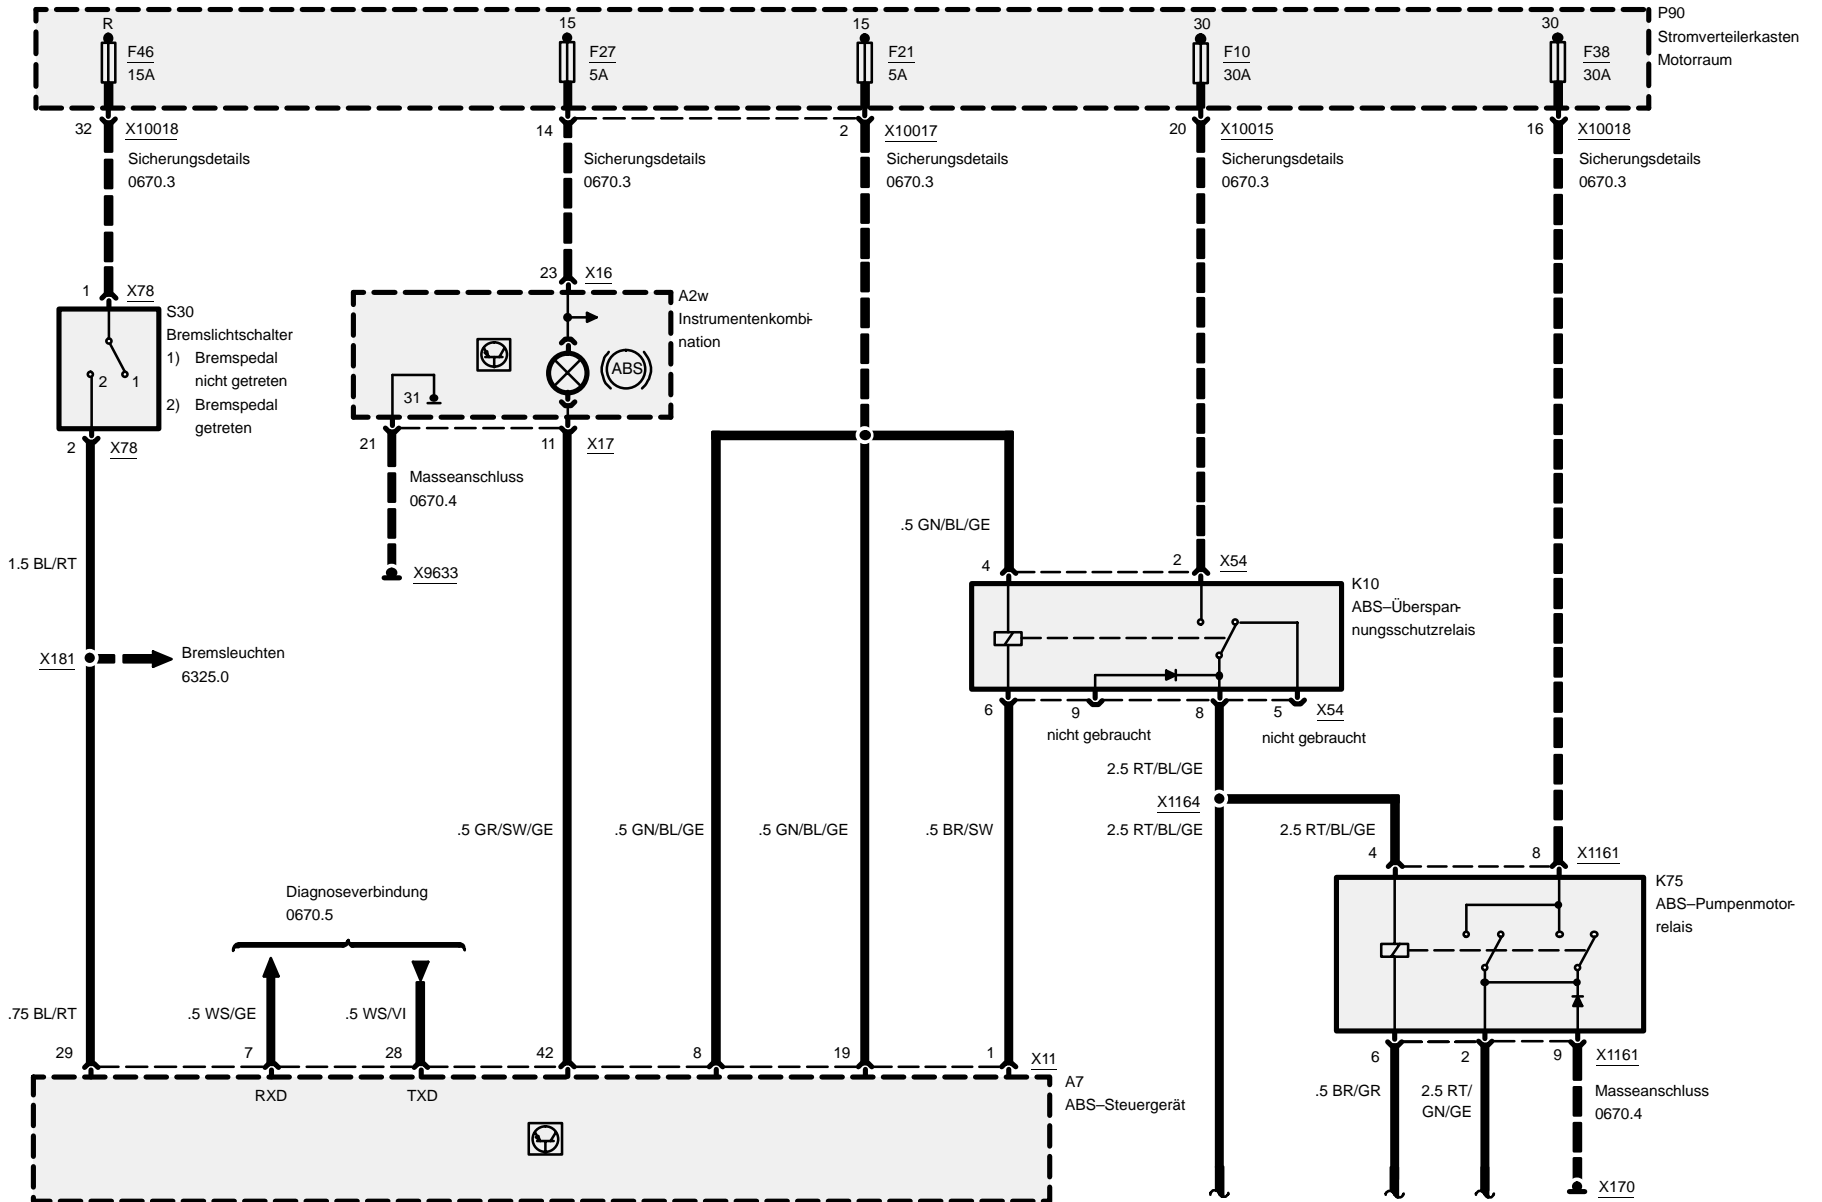 R
15
15
30
30
P90
Stromverteilerkasten
Motorraum
F46
15A
F27
5A
F21
5A
F10
30A
F38
30A
32
X10018
14
2
X10017
20
X10015
16
X10018
Sicherungsdetails
0670.3
Sicherungsdetails
0670.3
Sicherungsdetails
0670.3
Sicherungsdetails
0670.3
Sicherungsdetails
0670.3
1
X78
S30
Bremslichtschalter
1) Bremspedal
nicht getreten
2) Bremspedal
getreten
2
1
2
X78
23
X16
A2w
Instrumentenkombi-
nation
ABS
31
21
11
X17
Masseanschluss
0670.4
X9633
.5 GN/BL/GE
1.5 BL/RT
X181
Bremsleuchten
6325.0
4
2
X54
K10
ABS–Überspan-
nungsschutzrelais
6
9
8
5
X54
nicht gebraucht
nicht gebraucht
2.5 RT/BL/GE
X1164
.5 GR/SW/GE
.5 GN/BL/GE
.5 GN/BL/GE
.5 BR/SW
2.5 RT/BL/GE
2.5 RT/BL/GE
4
8
X1161
K75
ABS–Pumpenmotor-
relais
Diagnoseverbindung
0670.5
.75 BL/RT
.5 WS/GE
.5 WS/VI
29
7
28
42
8
19
1
X11
A7
ABS–Steuergerät
RXD
TXD
6
2
9
X1161
.5 BR/GR
2.5 RT/
GN/GE
Masseanschluss
0670.4
X170